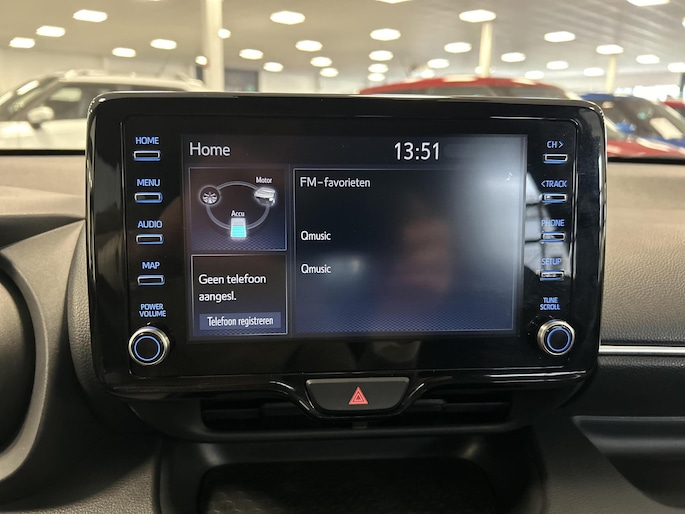 HOME
MENU
AUDIO
MAP
POWER
VOLUME
Home
13:51
Motor
Accu
Geen telefoon
aangesl.
Telefoon registreren
FM-favorieten
Qmusic
Qmusic
CH>
<TRACK
PHONE
SETUP
TUNE
SCROLL